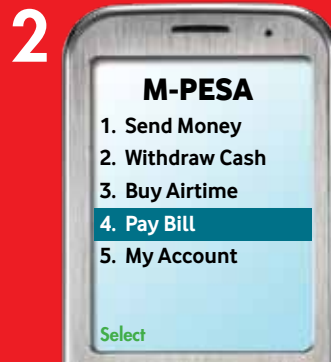 2
M-PESA
1. Send Money
2. Withdraw Cash
3. Buy Airtime
4. Pay Bill
5. My Account
Select